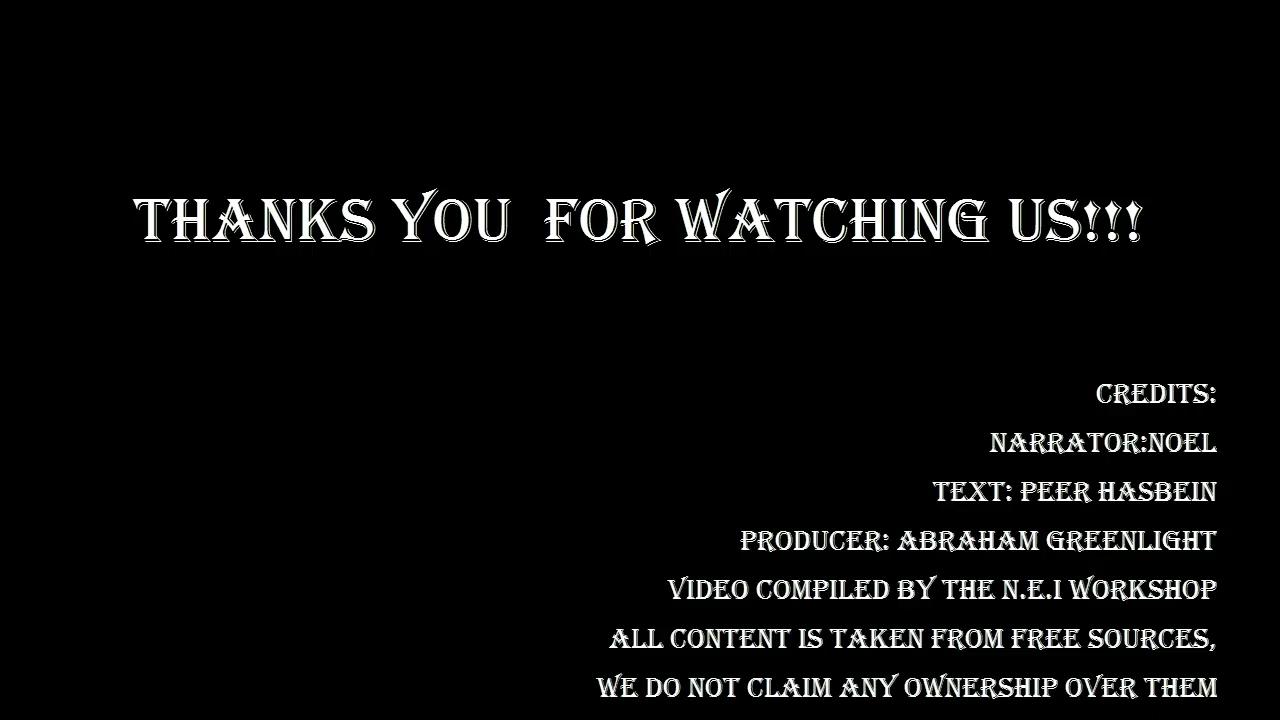 THANKS YOU FOR WATCHING US!!!
CREDITS:
NARRATOR:NOEL
TEXT: PEER HASBEIN
PRODUCER: ABRAHAM GREENLIGHT
VIDEO COMPILED BY THE N.E.I WORKSHOP
ALL CONTENT IS TAKEN FROM FREE SOURCES,
WE DO NOT CLAIM ANY OWNERSHIP OVER THEM